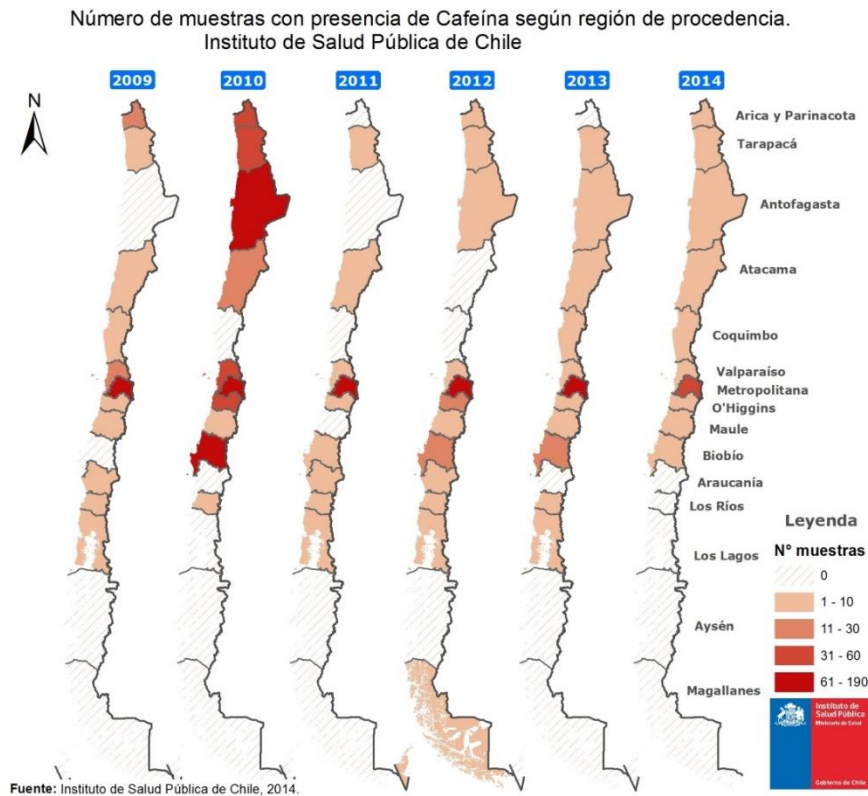 Número de muestras con presencia de Cafeína según región de procedencia.
Instituto de Salud Pública de Chile
2009
2010
2011
2012
2013
2014
N
Arica y Parinacota
Tarapacá
Antofagasta
Atacama
Coquimbo
Valparaíso
Metropolitana
O'Higgins
Maule
Biobío
Araucanía
Los Ríos
Los Lagos
Aysén
Magallanes
Leyenda
N° muestras
0
1 - 10
11 - 30
31 - 60
61 - 190
Instituto de
Salud Pública
Ministerio de Salud
Gobierno de Chile
Fuente: Instituto de Salud Pública de Chile, 2014.